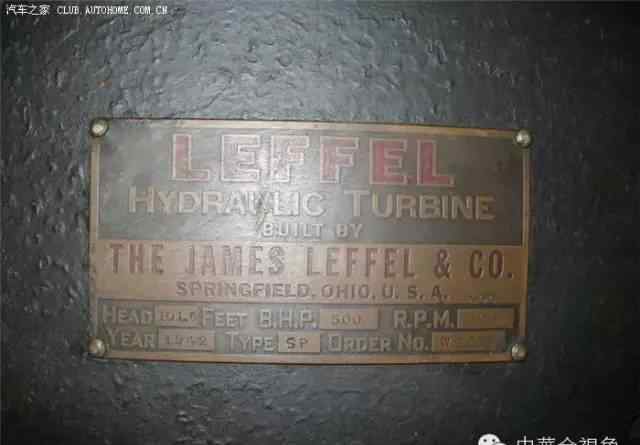 汽车之家 CLUB.AUTOHOME.COM.CN
LEFFEL
HYDRAULIC TURBINE
BUILT BY
THE JAMES LEFFEL & CO.
SPRINGFIELD, OHIO, U.S.A.
HEAD FEET B.H.P. 500 R.P.M.
YEAR 1942 TYPE SP ORDER NO.